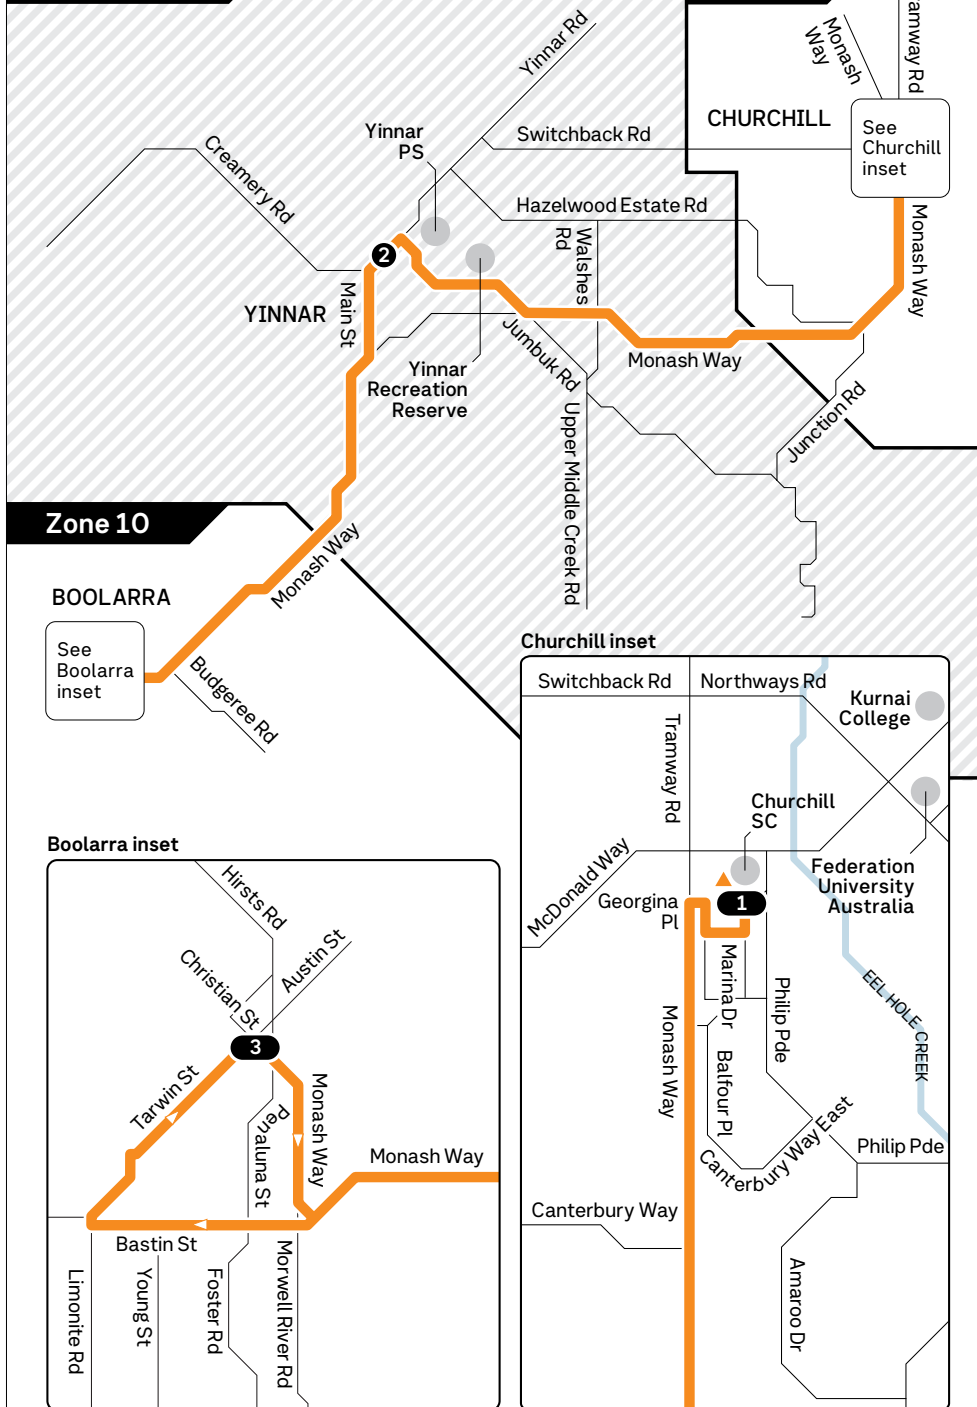 Yinnar Rd
Monash
Way
amway Rd
CHURCHILL
See
Churchill
inset
Switchback Rd
Yinnar
PS
Creamery Rd
Hazelwood Estate Rd
Walshes
Rd
Monash Way
2
YINNAR
Main St
Jumbuk Rd
Monash Way
Yinnar
Recreation
Reserve
Junction Rd
Upper Middle Creek Rd
Zone 10
Monash Way
BOOLARRA
See
Boolarra
inset
Budgeree Rd
Churchill inset
Switchback Rd
Northways Rd
Kurnai
College
Tramway Rd
Churchill
SC
McDonald Way
Federation
University
Australia
Georgina
Pl
1
Marina Dr
Philip Pde
EEL HOLE CREEK
Monash Way
Balfour Pl
Canterbury Way East
Philip Pde
Canterbury Way
Amaroo Dr
Boolarra inset
Hirsts Rd
Austin St
Christian St
3
Tarwin St
Monash Way
Penaluna St
Monash Way
Bastin St
Limonite Rd
Young St
Foster Rd
Morwell River Rd